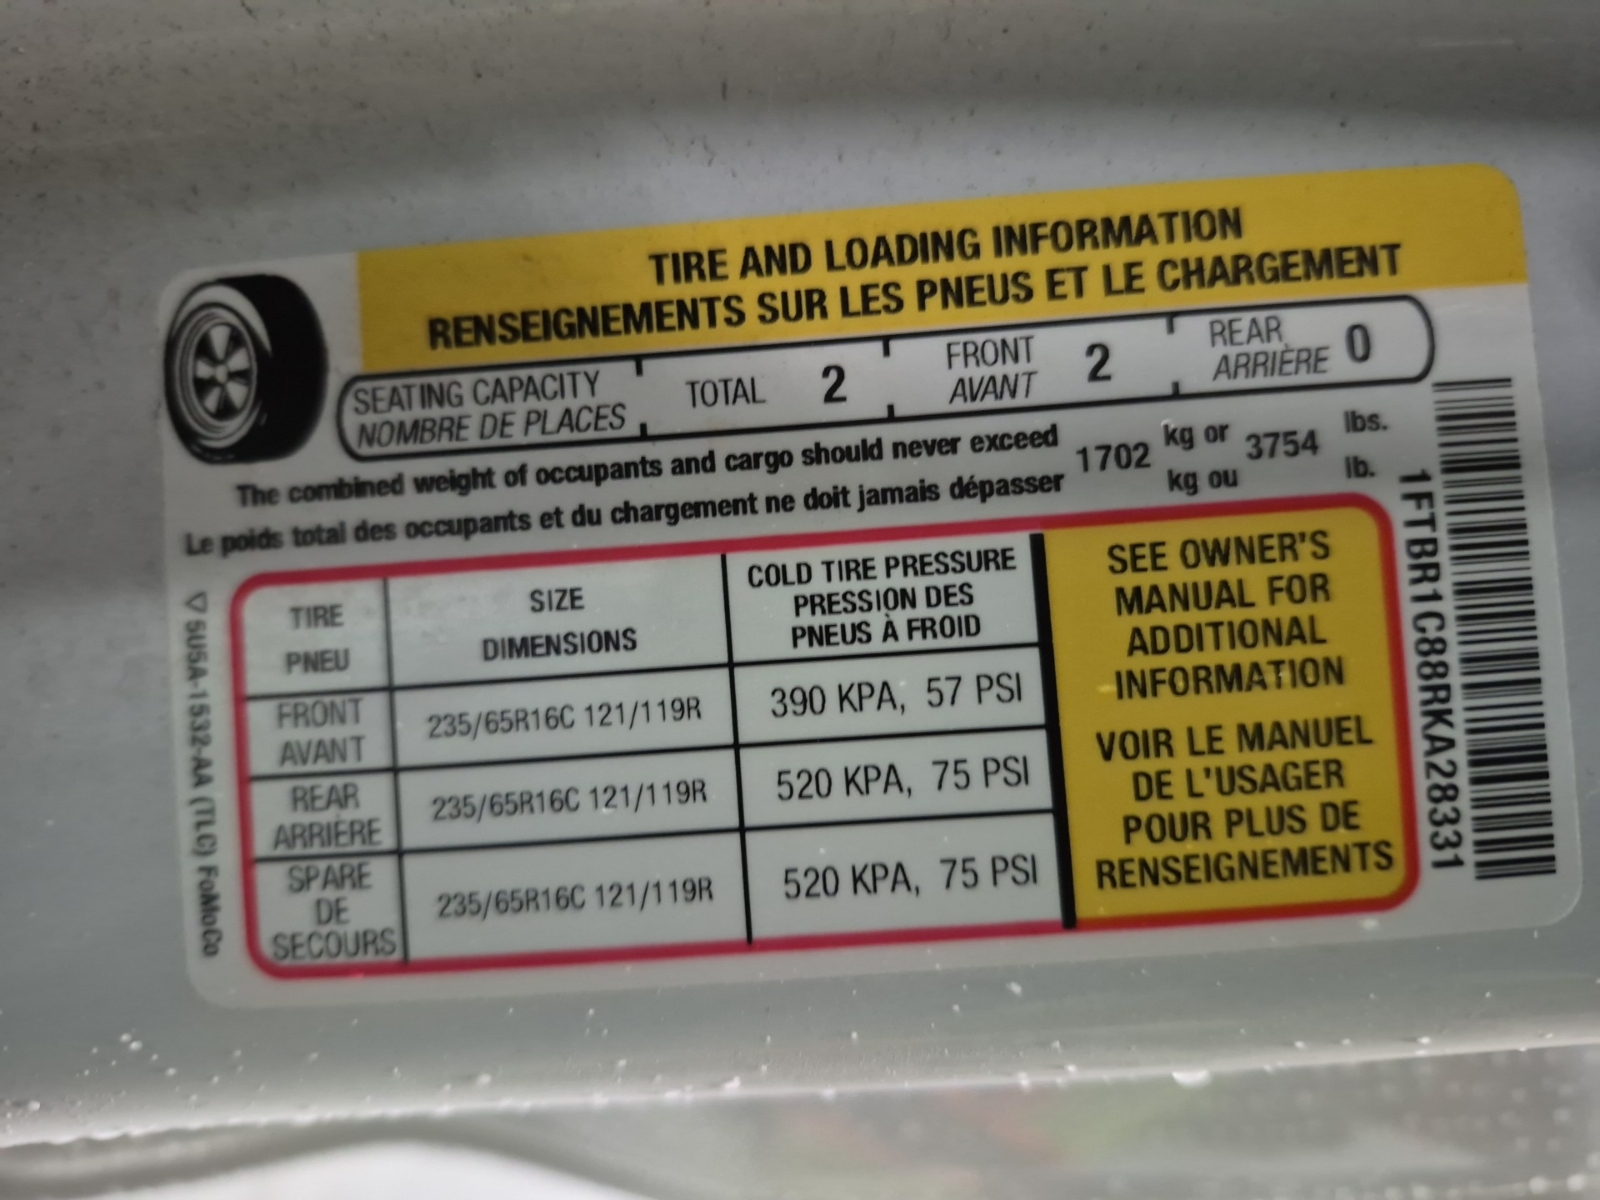 TIRE AND LOADING INFORMATION
RENSEIGNEMENTS SUR LES PNEUS ET LE CHARGEMENT
SEATING CAPACITY
NOMBRE DE PLACES
TOTAL 2
FRONT
AVANT
2
REAR
ARRIÈRE
0
The combined weight of occupants and cargo should never exceed
Le poids total des occupants et du chargement ne doit jamais dépasser
1702
kg or
kg ou
3754
lbs.
lb.
TIRE
PNEU
SIZE
DIMENSIONS
COLD TIRE PRESSURE
PRESSION DES
PNEUS À FROID
FRONT
AVANT
235/65R16C 121/119R
390 KPA, 57 PSI
REAR
ARRIÈRE
235/65R16C 121/119R
520 KPA, 75 PSI
SPARE
DE
SECOURS
235/65R16C 121/119R
520 KPA, 75 PSI
SEE OWNER'S
MANUAL FOR
ADDITIONAL
INFORMATION
VOIR LE MANUEL
DE L'USAGER
POUR PLUS DE
RENSEIGNEMENTS
1FTBR1C88RKA28331
5U5A-1532-AA (TLC) FoMoCo